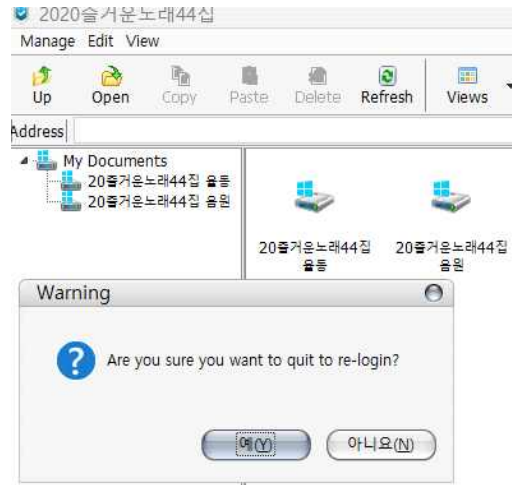 2020즐거운노래44집
Manage Edit View
Up Open Copy Paste Delete Refresh Views
Address
My Documents
20즐거운노래44집 율동
20즐거운노래44집 음원
20즐거운노래44집
율동
20즐거운노래44집
음원
Warning
Are you sure you want to quit to re-login?
예(Y) 아니요(N)